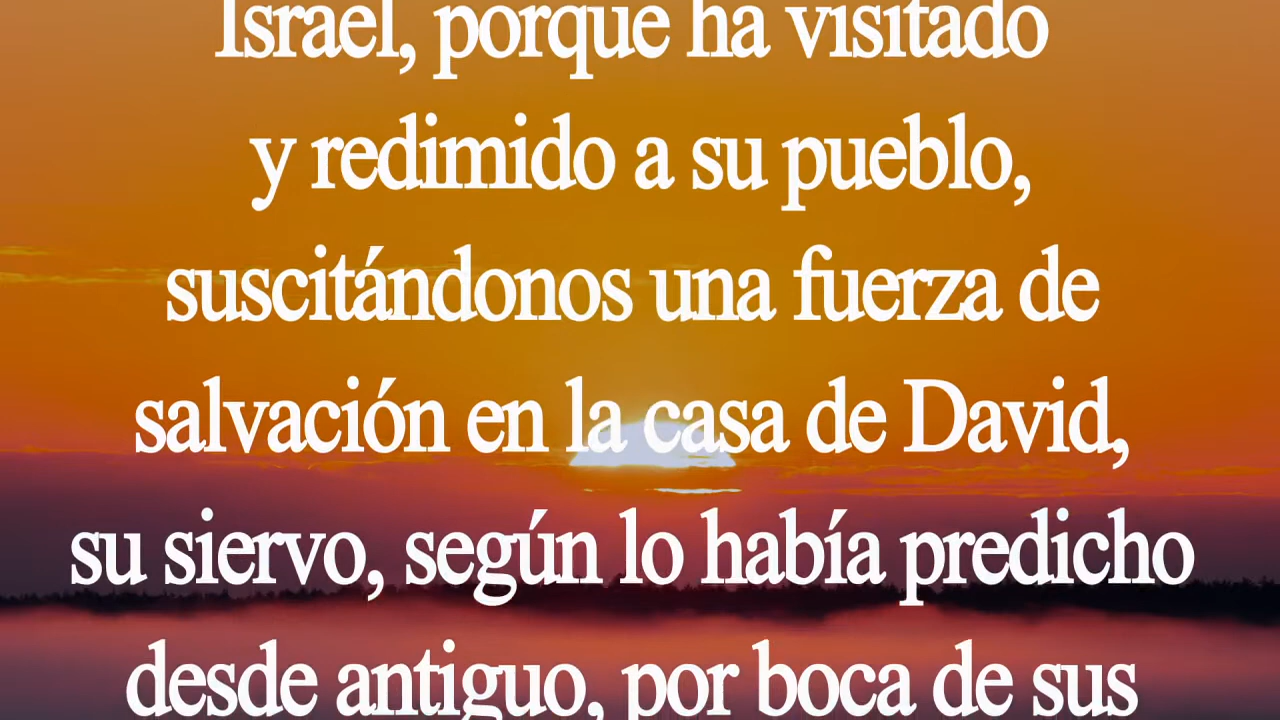 Israel, porque ha visitado
y redimido a su pueblo,
suscitándonos una fuerza de
salvación en la casa de David,
su siervo, según lo había predicho
desde antiguo, por boca de sus